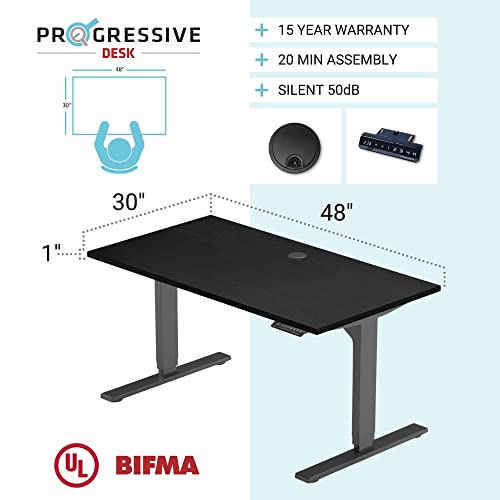 PROGRESSIVE
DESK
48"
30"
+ 15 YEAR WARRANTY
+ 20 MIN ASSEMBLY
+ SILENT 50dB
30"
48"
1"
UL
BIFMA